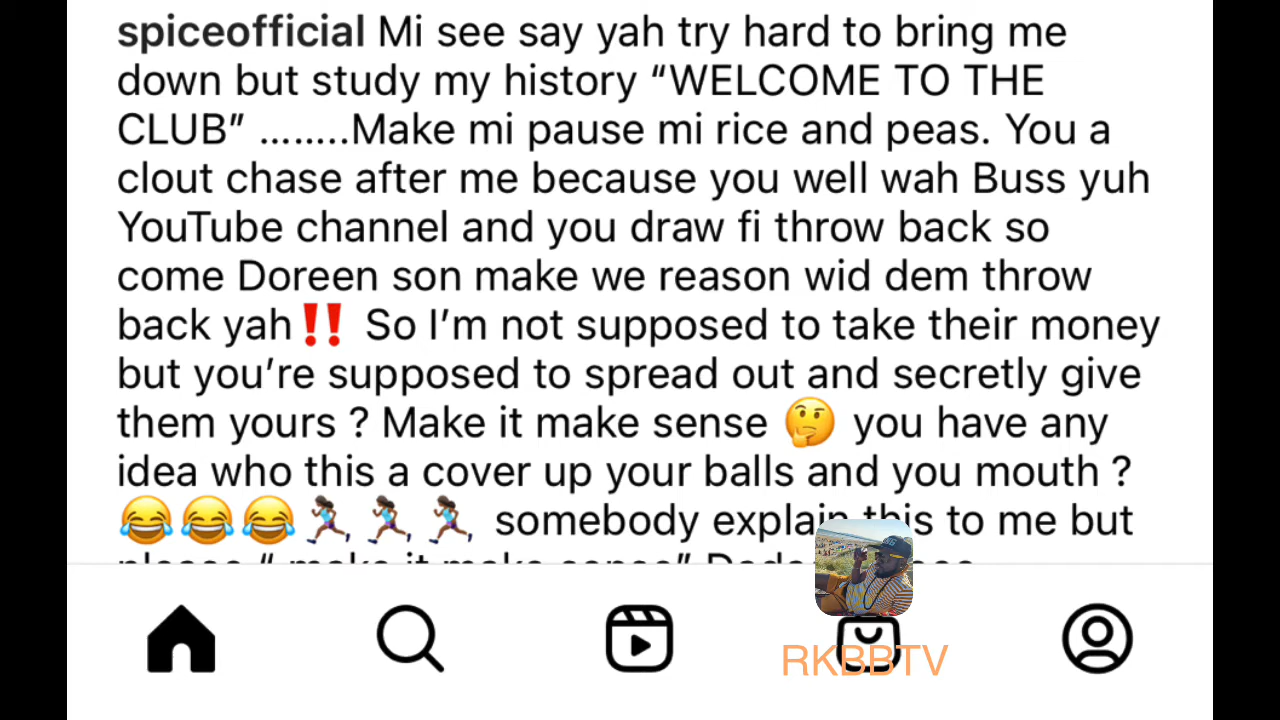 spiceofficial Mi see say yah try hard to bring me
down but study my history “WELCOME TO THE
CLUB” ........Make mi pause mi rice and peas. You a
clout chase after me because you well wah Buss yuh
YouTube channel and you draw fi throw back so
come Doreen son make we reason wid dem throw
back yah‼️ So I’m not supposed to take their money
but you’re supposed to spread out and secretly give
them yours ? Make it make sense 🤔 you have any
idea who this a cover up your balls and you mouth ?
😂😂😂🏃🏾‍♀️🏃🏾‍♀️🏃🏾‍♀️ somebody explain this to me but
please “ make it make sense”
RKBBTV